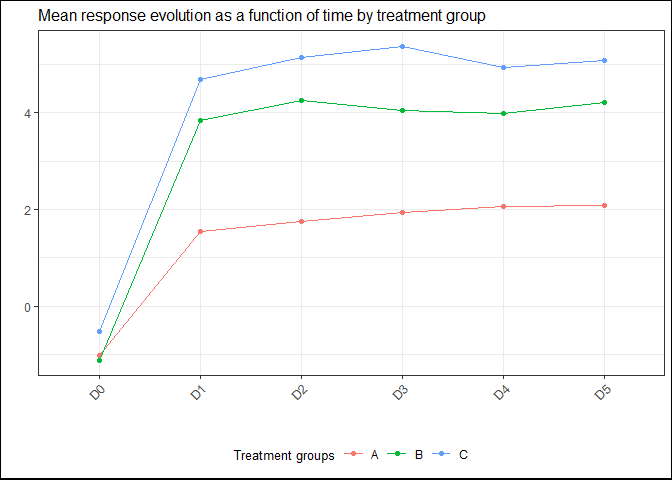 Mean response evolution as a function of time by treatment group
4
2
0
D0 D1 D2 D3 D4 D5
Treatment groups A B C